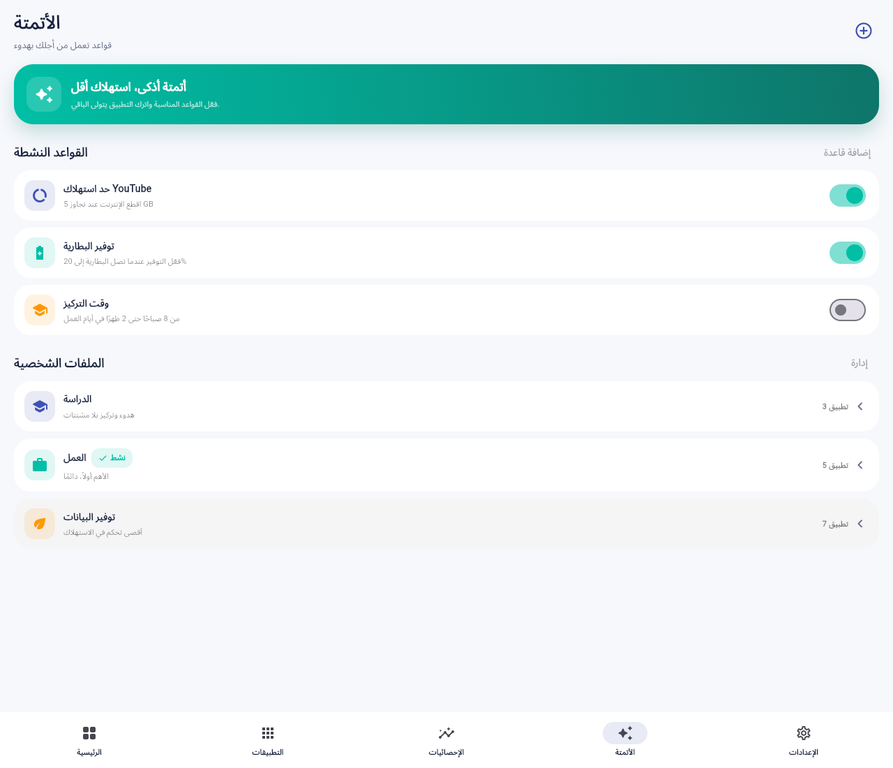 الأتمتة
قواعد تعمل من أجلك بهدوء
أتمتة أذكى، استهلاك أقل
فعّل القواعد المناسبة واترك التطبيق يتولى الباقي.
القواعد النشطة
إضافة قاعدة
حد استهلاك YouTube
اقطع الإنترنت عند تجاوز 5 GB
توفير البطارية
فعّل التوفير عندما تصل البطارية إلى 20%
وقت التركيز
من 8 صباحًا حتى 2 ظهرًا في أيام العمل
الملفات الشخصية
إدارة
الدراسة
هدوء وتركيز بلا مشتتات
3 تطبيق
العمل
نشط
الأهم أولاً، دائمًا
5 تطبيق
توفير البيانات
أقصى تحكم في الاستهلاك
7 تطبيق
الرئيسية
التطبيقات
الإحصائيات
الأتمتة
الإعدادات